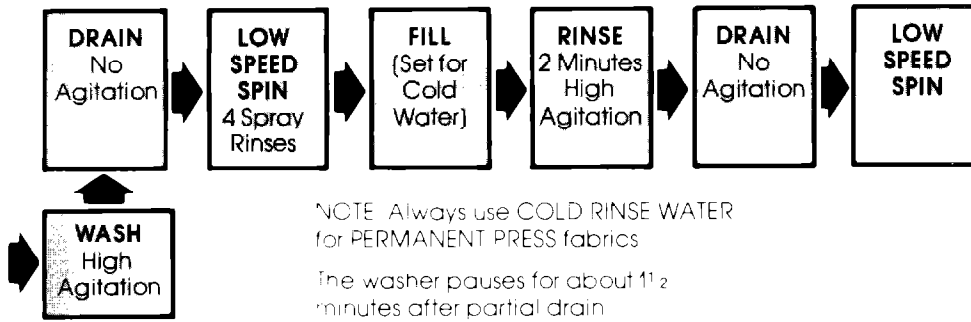 DRAIN
No
Agitation
LOW
SPEED
SPIN
4 Spray
Rinses
FILL
(Set for
Cold
Water)
RINSE
2 Minutes
High
Agitation
DRAIN
No
Agitation
LOW
SPEED
SPIN
WASH
High
Agitation
NOTE Always use COLD RINSE WATER
for PERMANENT PRESS fabrics
The washer pauses for about 1 1/2
minutes after partial drain